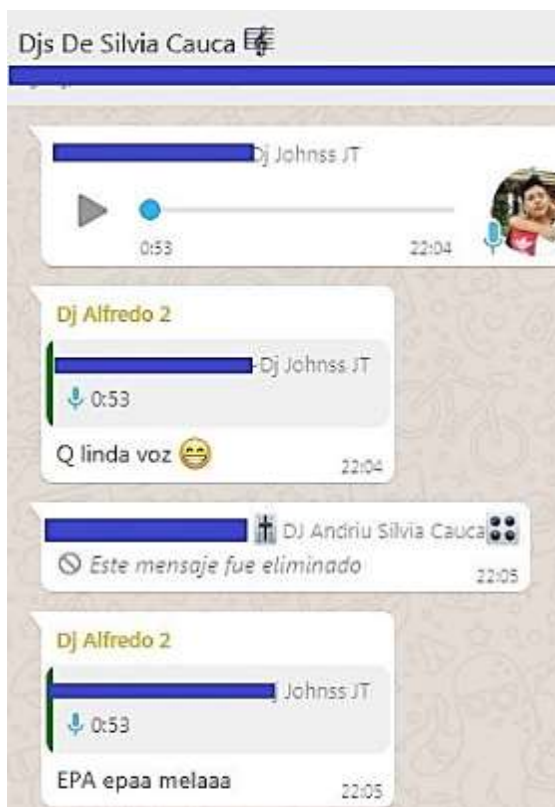 Djs De Silvia Cauca 🎼
Dj Johnss JT
0:53 22:04
Dj Alfredo 2
Dj Johnss JT
0:53
Q linda voz 😁
22:04
DJ Andriu Silvia Cauca
Este mensaje fue eliminado
22:05
Dj Alfredo 2
Johnss JT
0:53
EPA epaa melaaa
22:05